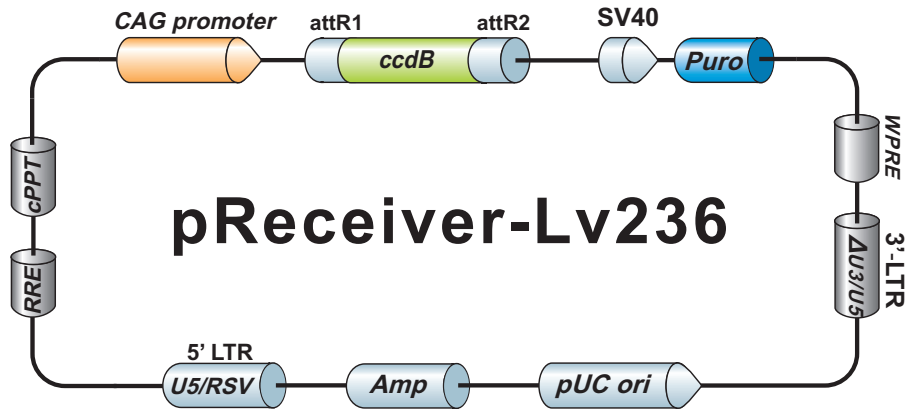 CAG promoter
attR1
ccdB
attR2
SV40
Puro
cPPT
WPRE
pReceiver-Lv236
RRE
ΔU3/U5
3'-LTR
5' LTR
U5/RSV
Amp
pUC ori